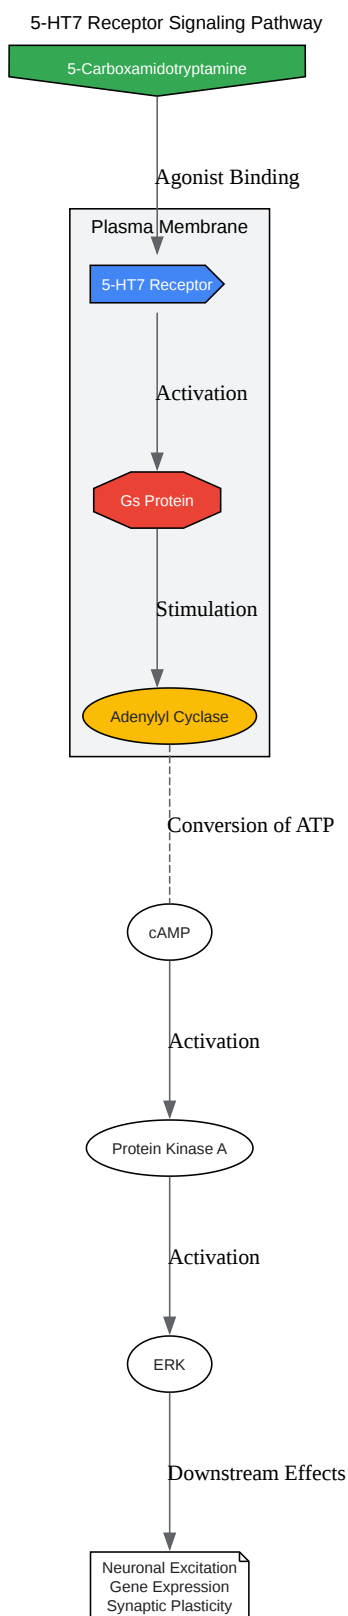 5-HT7 Receptor Signaling Pathway
5-Carboxamidotryptamine
Agonist Binding
Plasma Membrane
5-HT7 Receptor
Activation
Gs Protein
Stimulation
Adenylyl Cyclase
Conversion of ATP
cAMP
Activation
Protein Kinase A
Activation
ERK
Downstream Effects
Neuronal Excitation
Gene Expression
Synaptic Plasticity